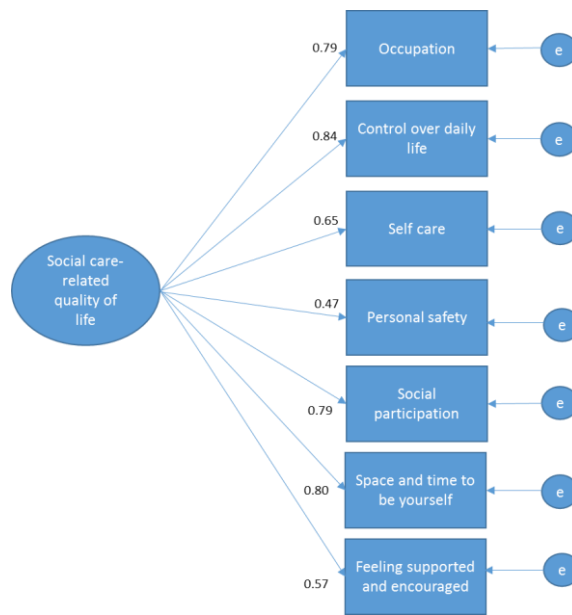 0.79
Occupation
e
0.84
Control over daily
life
e
0.65
Self care
e
Social care-
related
quality of
life
0.47
Personal safety
e
Social
participation
0.79
e
Space and time to
be yourself
0.80
e
Feeling supported
and encouraged
0.57
e